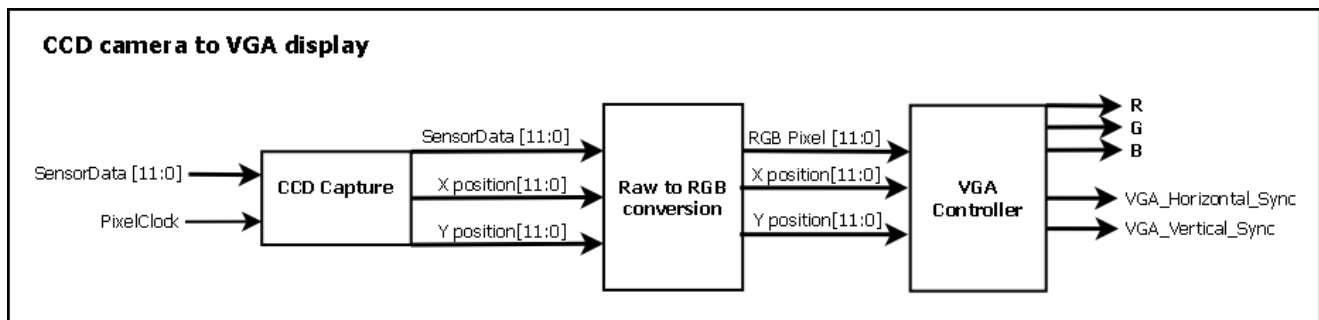 CCD camera to VGA display
SensorData [11:0]
PixelClock
CCD Capture
SensorData [11:0]
X position[11:0]
Y position[11:0]
Raw to RGB
conversion
RGB Pixel [11:0]
X position[11:0]
Y position[11:0]
VGA
Controller
R
G
B
VGA_Horizontal_Sync
VGA_Vertical_Sync